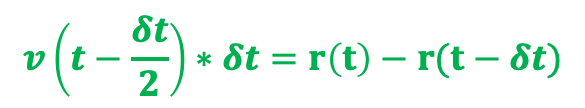 v(t − δt/2) * δt = r(t) − r(t − δt)